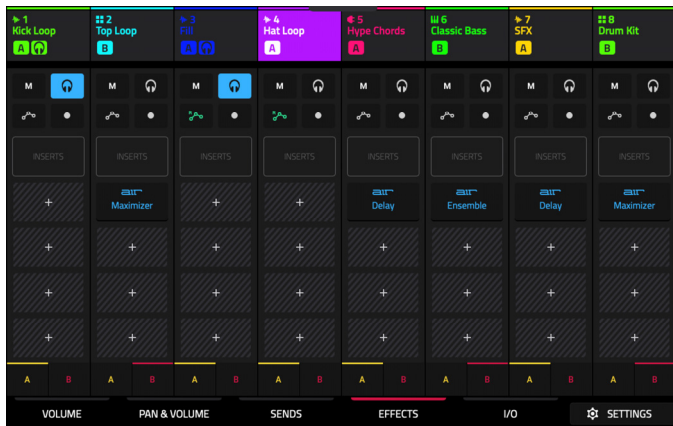 1 2 3 4 5 6 7 8
Kick Loop Top Loop Fill Hat Loop Hype Chords Classic Bass SFX Drum Kit
A B A A A B A B
M M M M M M M M
INSERTS INSERTS INSERTS INSERTS INSERTS INSERTS INSERTS INSERTS
+ air + + air air air air
Maximizer Delay Ensemble Delay Maximizer
+ + + + + + + +
+ + + + + + + +
+ + + + + + + +
A B A B A B A B A B A B A B A B
VOLUME PAN & VOLUME SENDS EFFECTS I/O SETTINGS